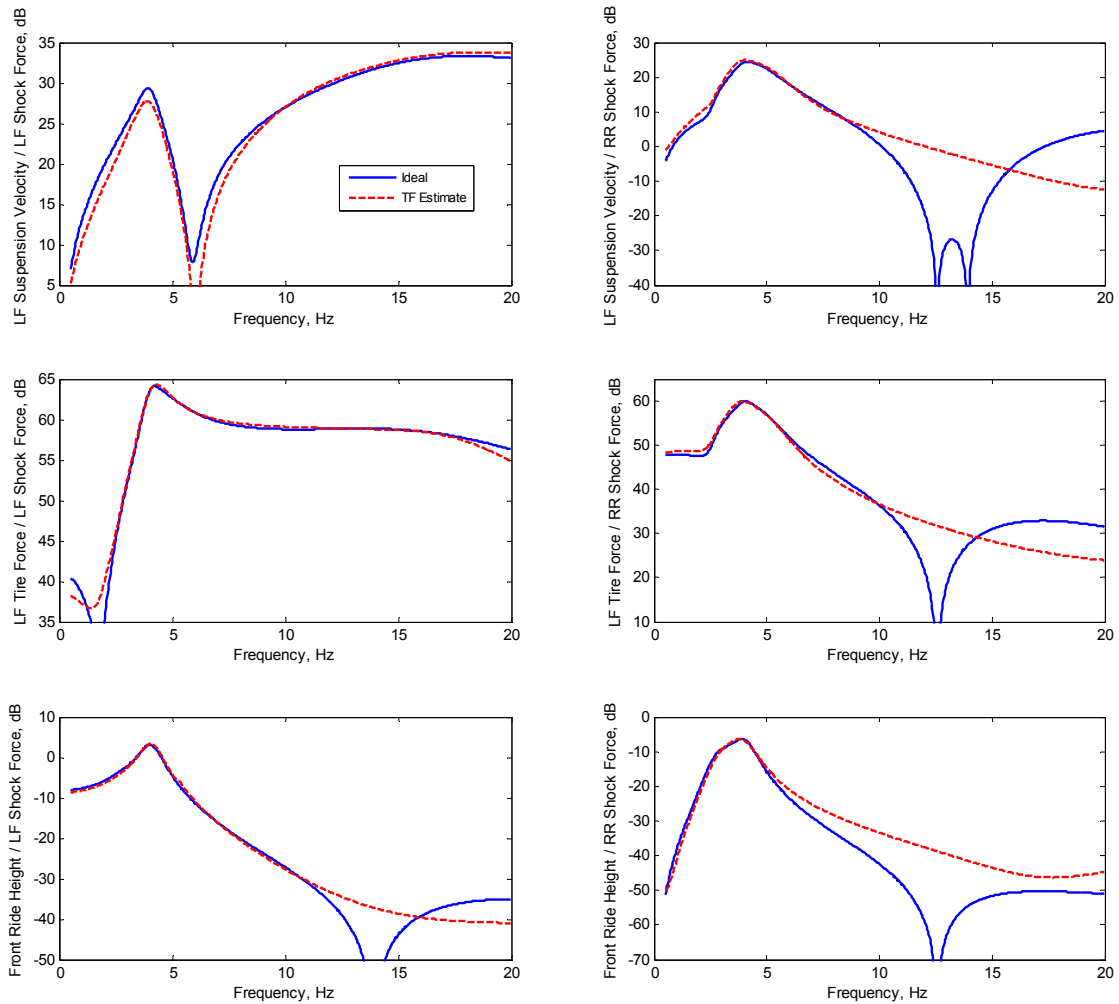 LF Suspension Velocity / LF Shock Force, dB
35
30
25
20
15
10
5
0 5 10 15 20
Frequency, Hz
Ideal
TF Estimate
LF Suspension Velocity / RR Shock Force, dB
30
20
10
0
-10
-20
-30
-40
0 5 10 15 20
Frequency, Hz
LF Tire Force / LF Shock Force, dB
65
60
55
50
45
40
35
0 5 10 15 20
Frequency, Hz
LF Tire Force / RR Shock Force, dB
60
50
40
30
20
10
0 5 10 15 20
Frequency, Hz
Front Ride Height / LF Shock Force, dB
10
0
-10
-20
-30
-40
-50
0 5 10 15 20
Frequency, Hz
Front Ride Height / RR Shock Force, dB
0
-10
-20
-30
-40
-50
-60
-70
0 5 10 15 20
Frequency, Hz